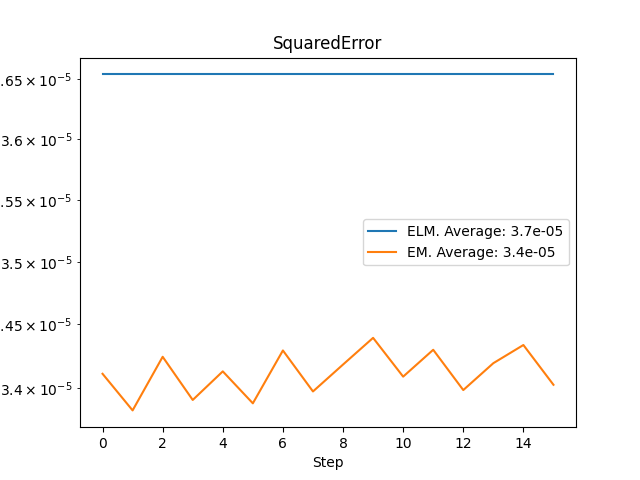 SquaredError
.65 × 10⁻⁵
3.6 × 10⁻⁵
.55 × 10⁻⁵
3.5 × 10⁻⁵
.45 × 10⁻⁵
3.4 × 10⁻⁵
ELM. Average: 3.7e-05
EM. Average: 3.4e-05
0 2 4 6 8 10 12 14
Step